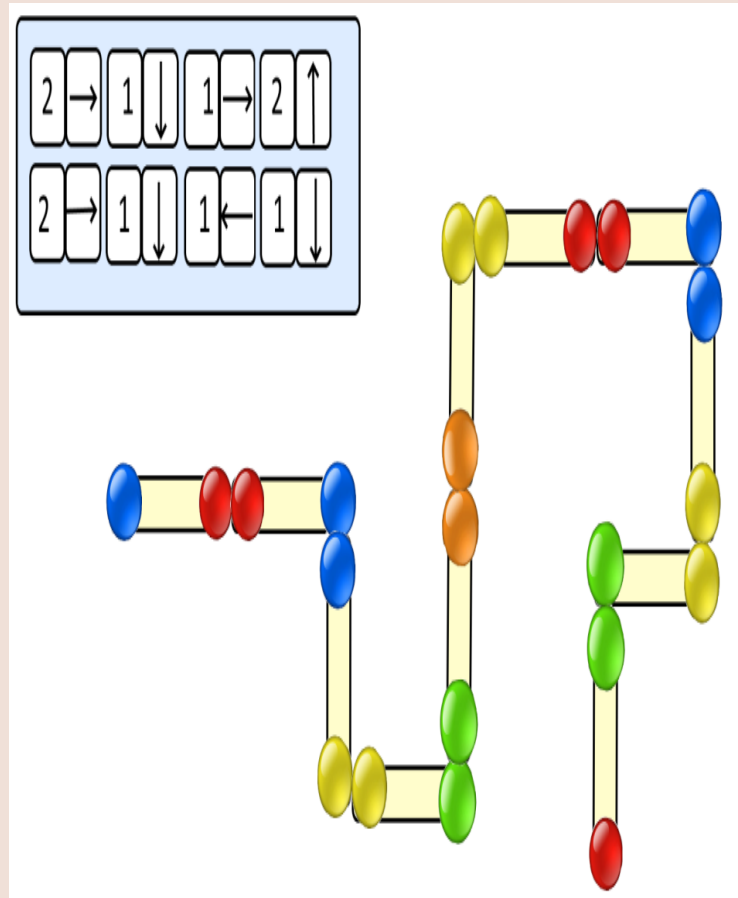 2 → 1 ↓ 1 → 2 ↑
2 → 1 ↓ 1 ← 1 ↓